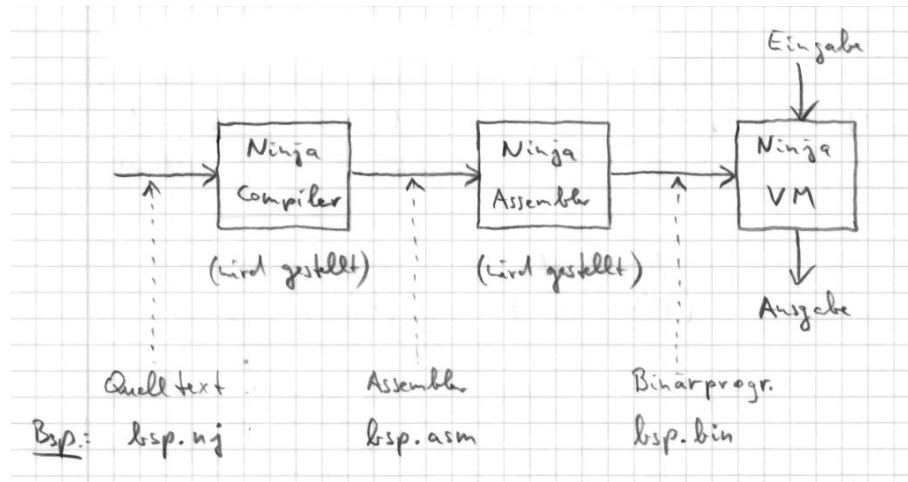 Eingabe
Ninja
Compiler
Ninja
Assembler
Ninja
VM
(wird gestellt)
(wird gestellt)
Ausgabe
Quelltext
Assembler
Binärprogr.
Bsp.: bsp.nj bsp.asm bsp.bin